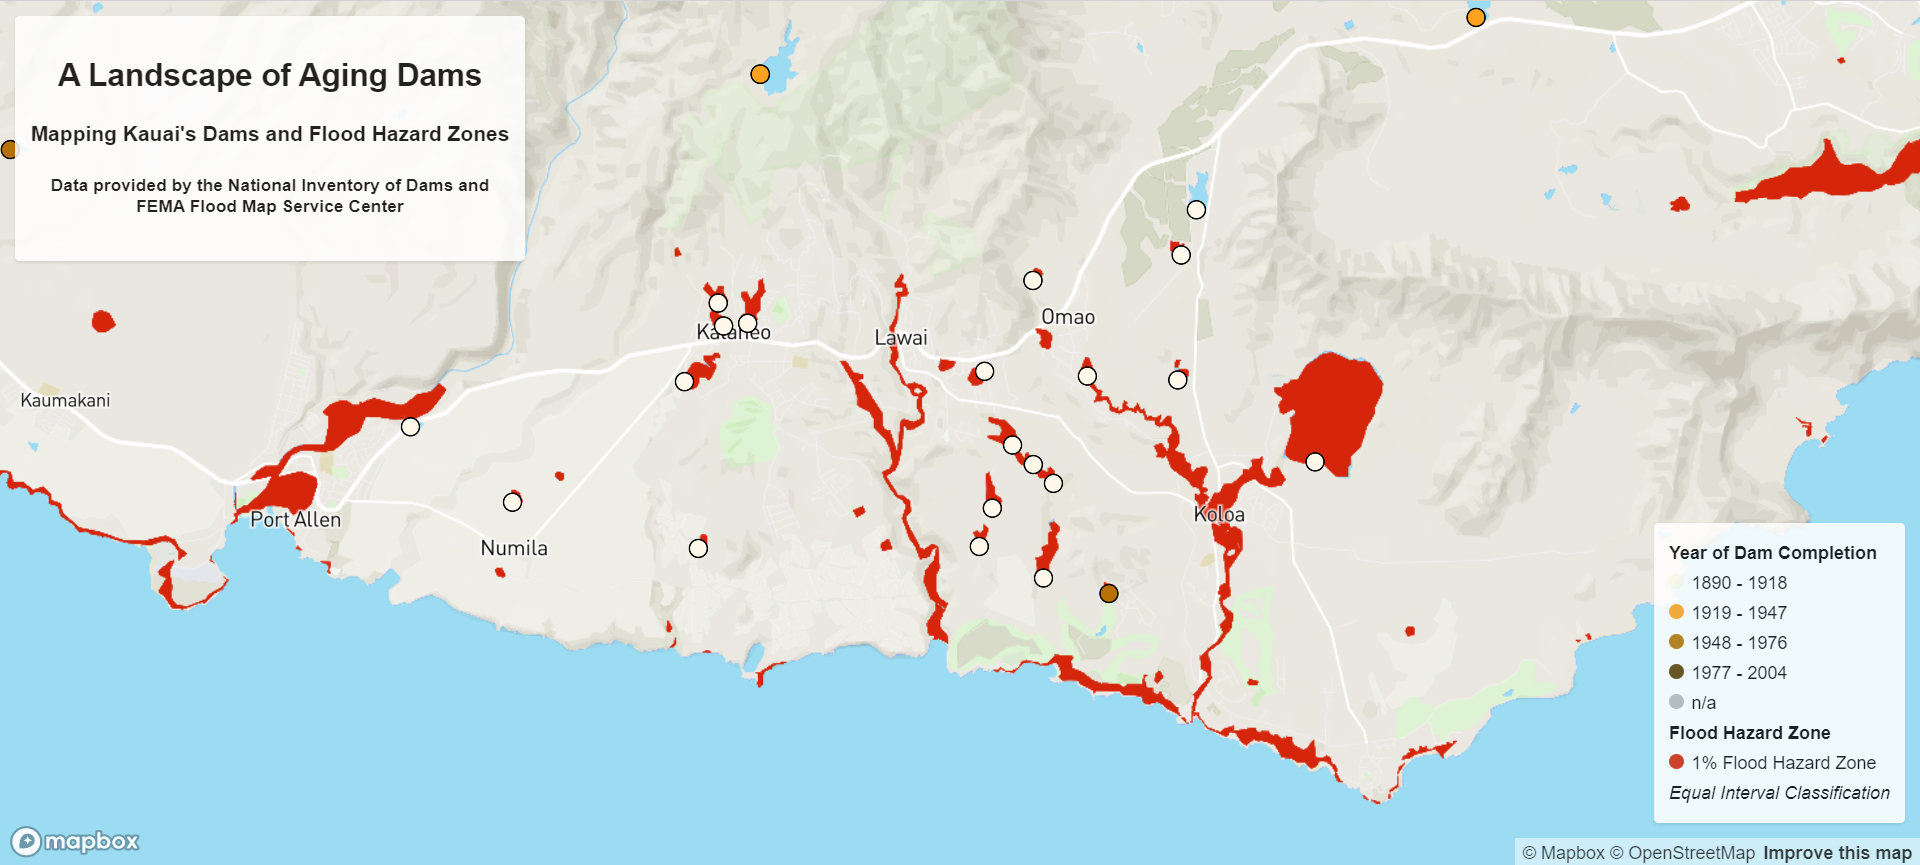 A Landscape of Aging Dams
Mapping Kauai's Dams and Flood Hazard Zones
Data provided by the National Inventory of Dams and
FEMA Flood Map Service Center
Omao
Kalaheo
Lawai
Kaumakani
Koloa
Port Allen
Numila
Year of Dam Completion
1890 - 1918
1919 - 1947
1948 - 1976
1977 - 2004
n/a
Flood Hazard Zone
1% Flood Hazard Zone
Equal Interval Classification
mapbox
© Mapbox © OpenStreetMap Improve this map